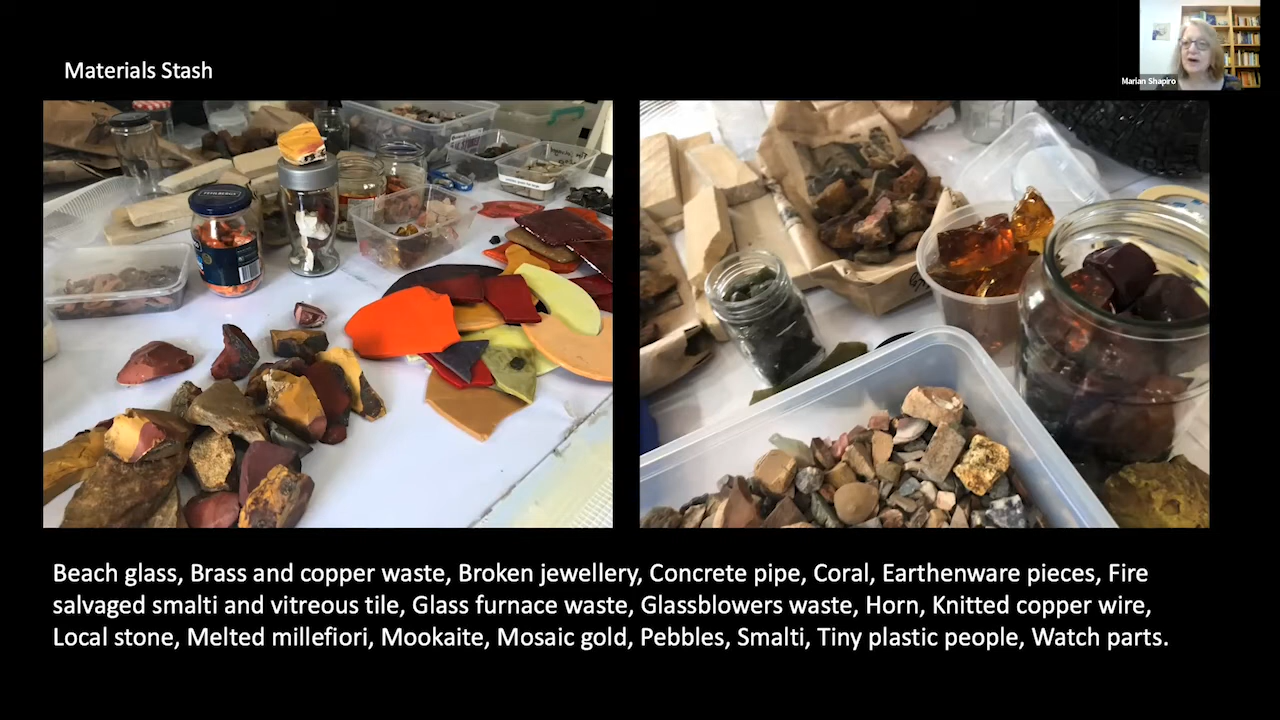 Marian Shapiro
Materials Stash
Beach glass, Brass and copper waste, Broken jewellery, Concrete pipe, Coral, Earthenware pieces, Fire
salvaged smalti and vitreous tile, Glass furnace waste, Glassblowers waste, Horn, Knitted copper wire,
Local stone, Melted millefiori, Mookaite, Mosaic gold, Pebbles, Smalti, Tiny plastic people, Watch parts.